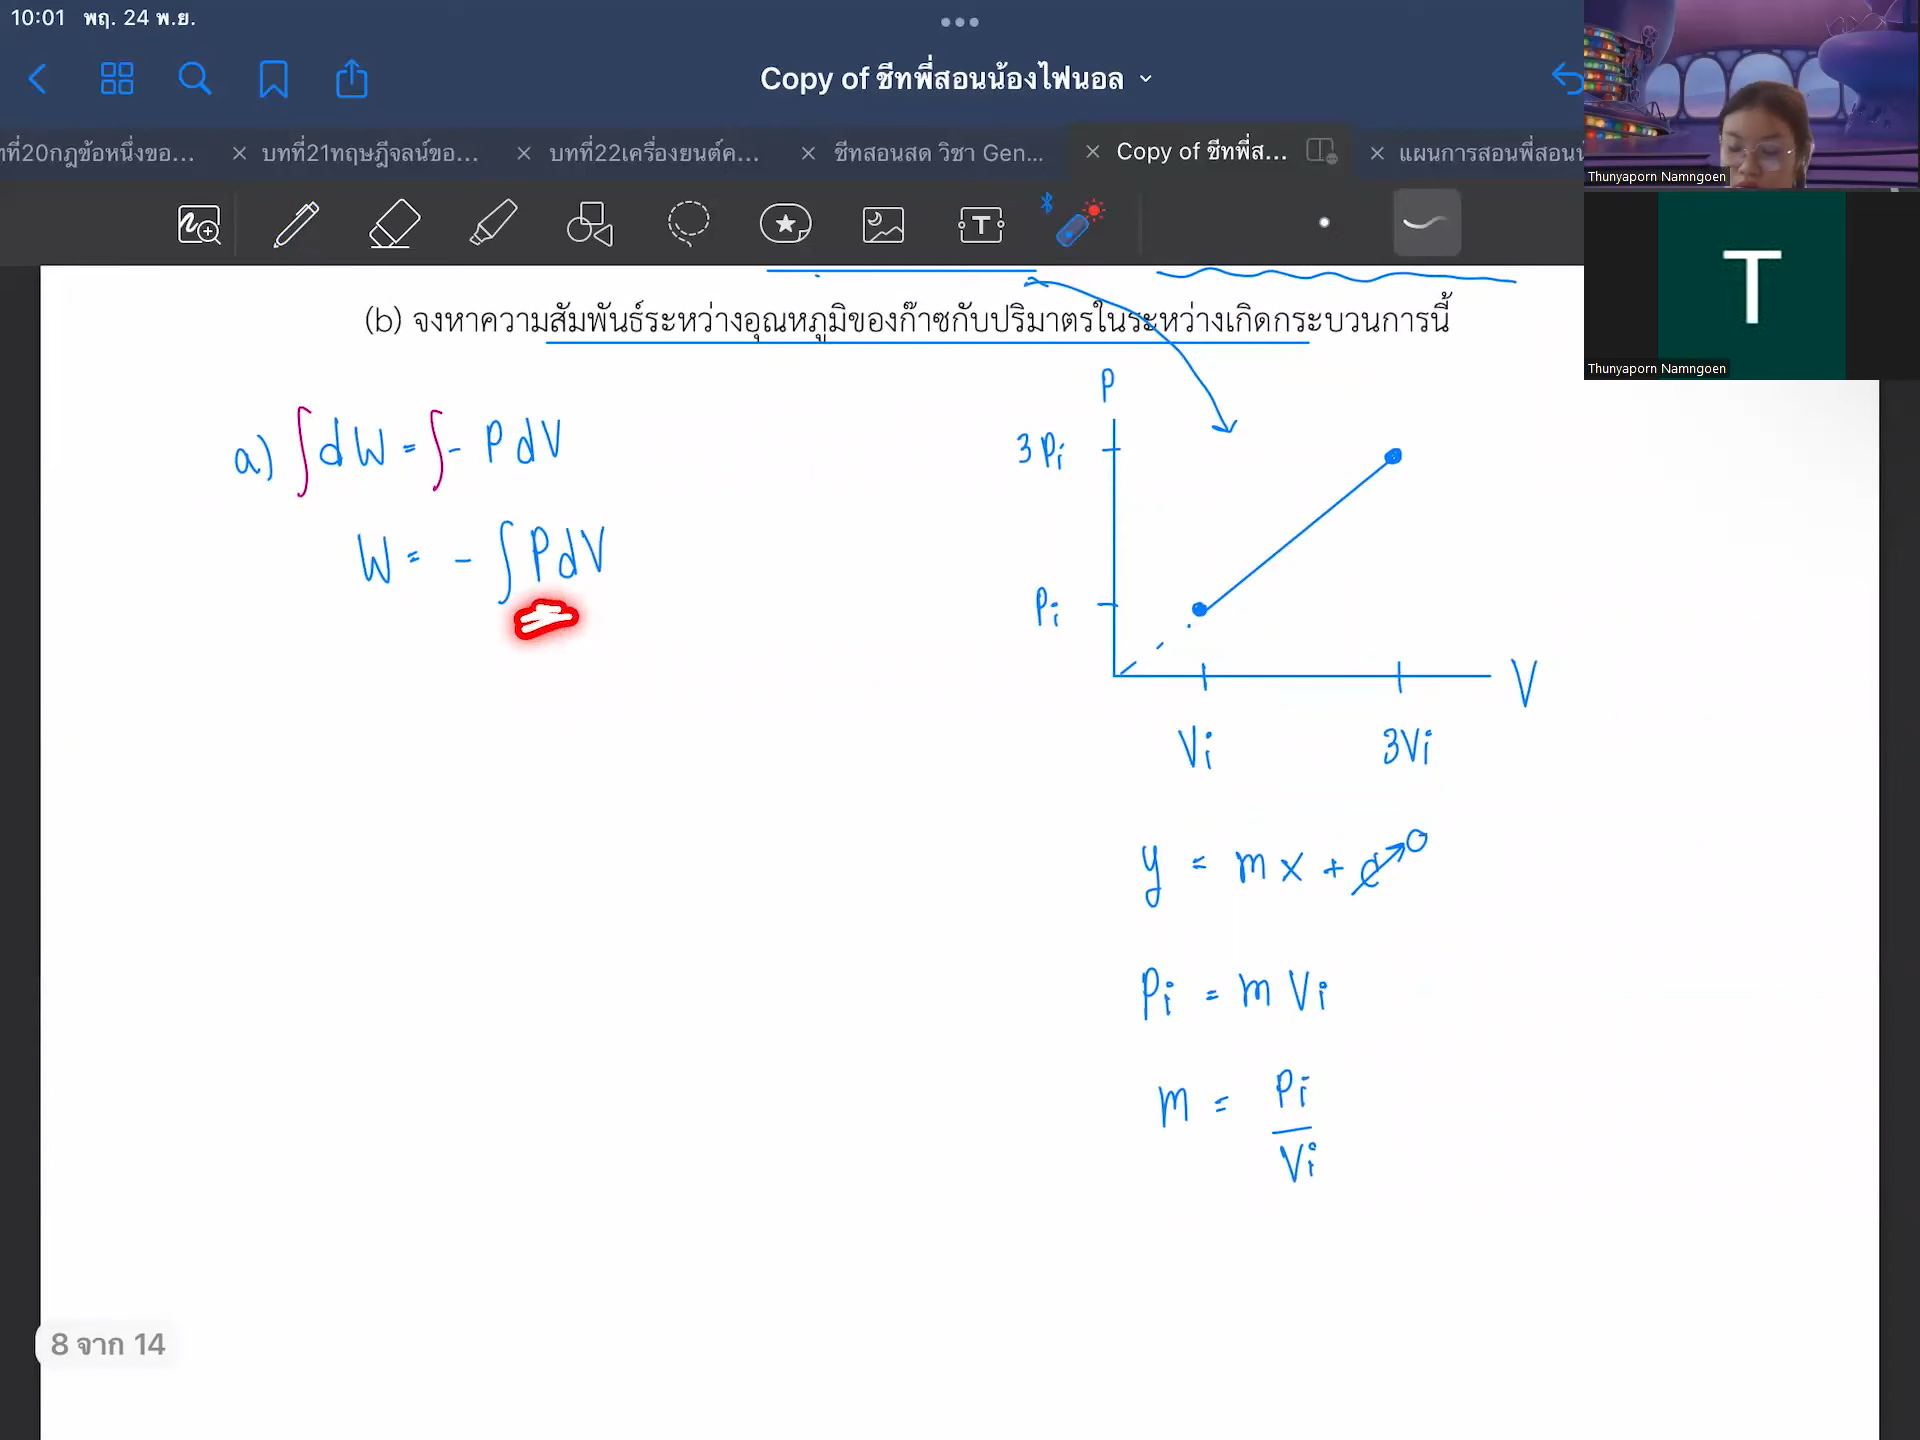 10:01 พฤ. 24 พ.ย.
Copy of ชีทพี่สอนน้องไฟนอล
ทที่20กฎข้อหนึ่งขอ... × บทที่21ทฤษฎีจลน์ขอ... × บทที่22เครื่องยนต์ค... × ชีทสอนสด วิชา Gen... × Copy of ชีทพี่ส... × แผนการสอนพี่สอนน
Thunyaporn Namngoen
T
Thunyaporn Namngoen
(b) จงหาความสัมพันธ์ระหว่างอุณหภูมิของก๊าซกับปริมาตรในระหว่างเกิดกระบวนการนี้
a) ∫dW = ∫- PdV
W = - ∫PdV
P
3Pi
Pi
V
Vi 3Vi
y = mx + c 0
Pi = m Vi
m = Pi
Vi
8 จาก 14